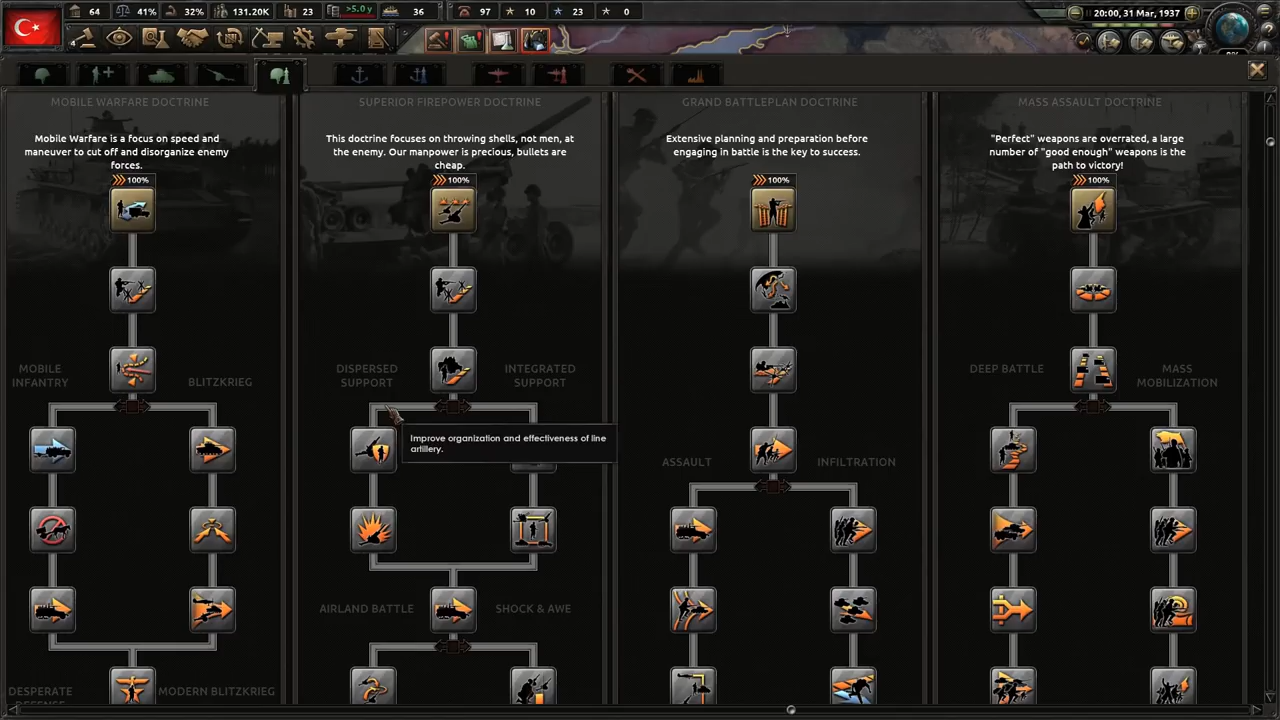 64 41% 32% 131.20K 23 >5.0 y 36 97 10 23 0 20:00, 31 Mar, 1937
MOBILE WARFARE DOCTRINE
Mobile Warfare is a focus on speed and
maneuver to cut off and disorganize enemy
forces.
100%
MOBILE
INFANTRY
BLITZKRIEG
DESPERATE
DEFENSE
MODERN BLITZKRIEG
SUPERIOR FIREPOWER DOCTRINE
This doctrine focuses on throwing shells, not men, at
the enemy. Our manpower is precious, bullets are
cheap.
100%
DISPERSED
SUPPORT
INTEGRATED
SUPPORT
Improve organization and effectiveness of line
artillery.
AIRLAND BATTLE
SHOCK & AWE
GRAND BATTLEPLAN DOCTRINE
Extensive planning and preparation before
engaging in battle is the key to success.
100%
ASSAULT
INFILTRATION
MASS ASSAULT DOCTRINE
"Perfect" weapons are overrated, a large
number of "good enough" weapons is the
path to victory!
100%
DEEP BATTLE
MASS
MOBILIZATION